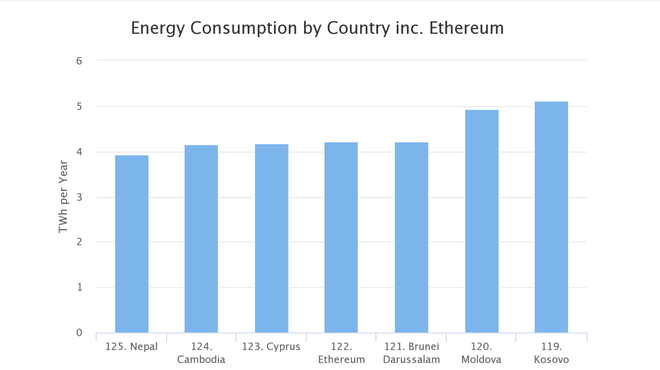 Energy Consumption by Country inc. Ethereum
TWh per Year
6
5
4
3
2
1
0
125. Nepal
124.
Cambodia
123. Cyprus
122.
Ethereum
121. Brunei
Darussalam
120.
Moldova
119.
Kosovo